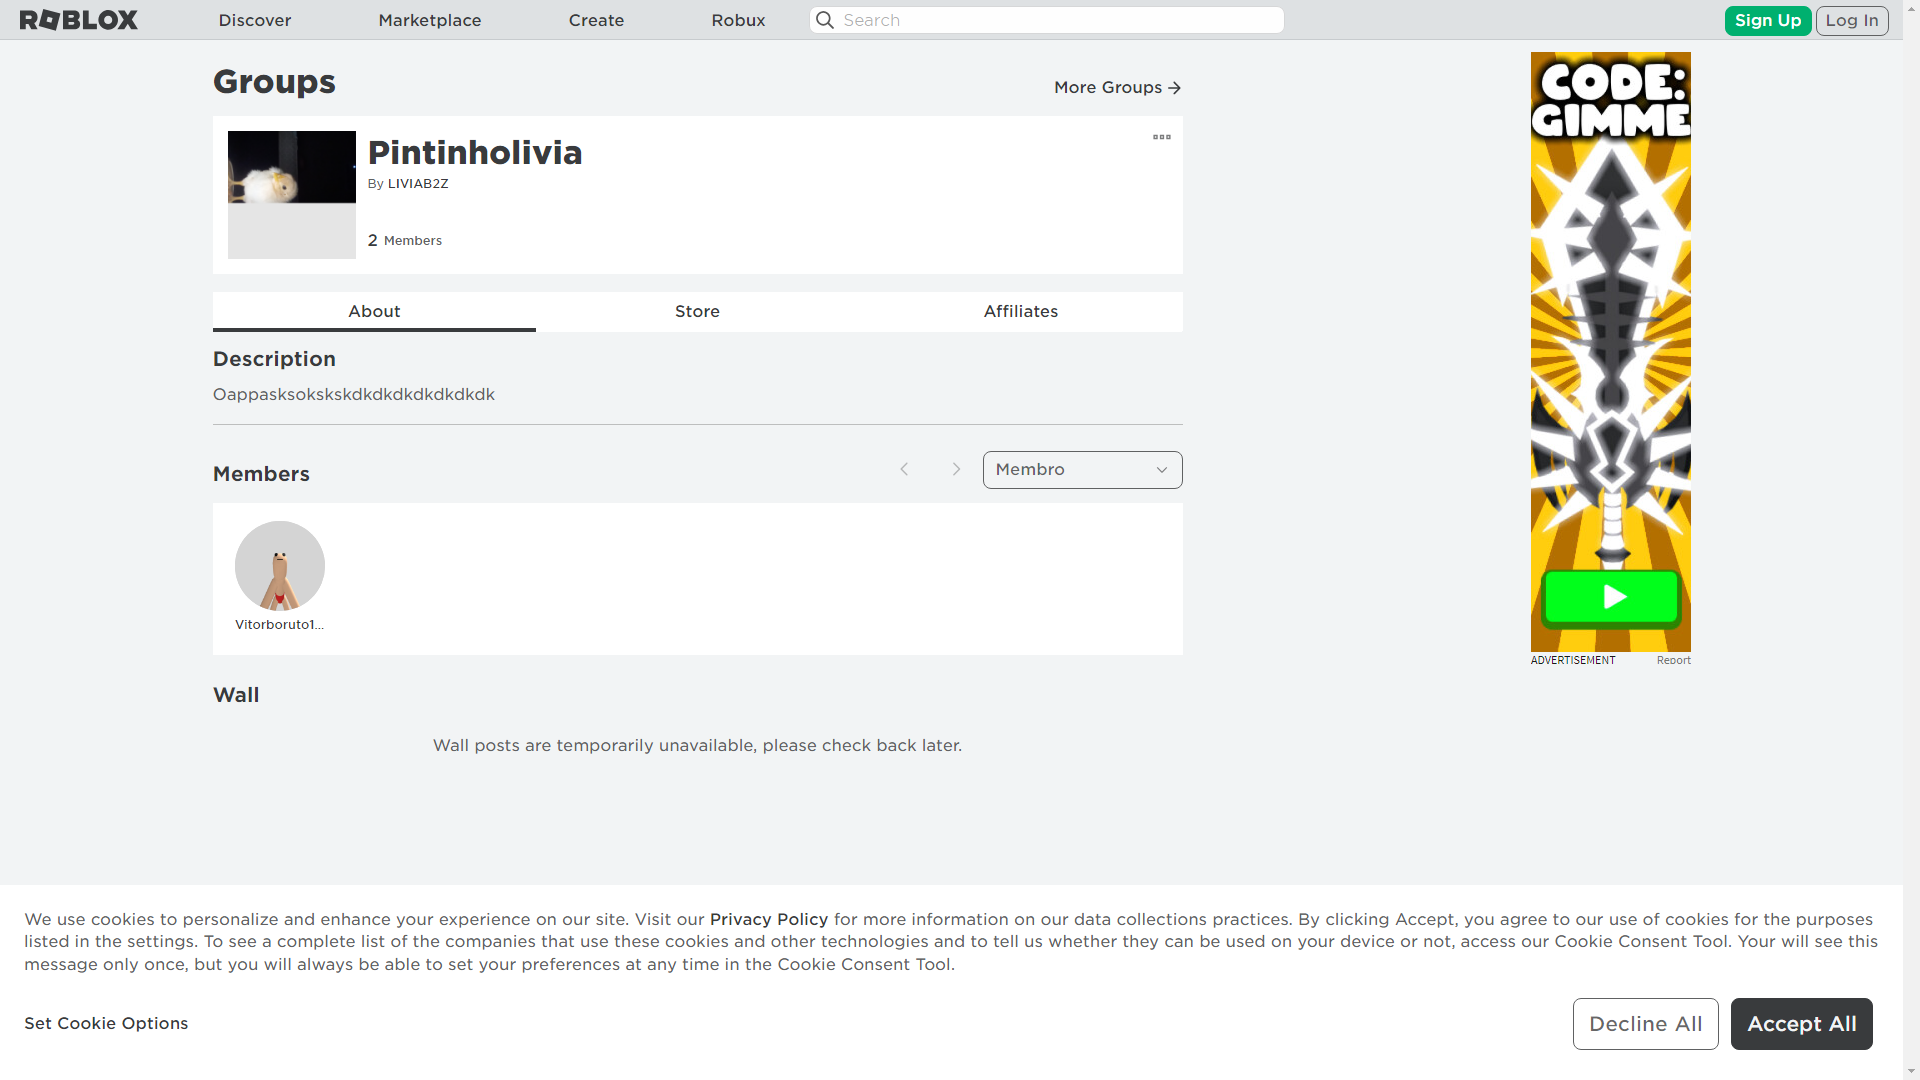 ROBLOX
Discover
Marketplace
Create
Robux
Search
Sign Up
Log In
Groups
More Groups
Pintinholivia
By LIVIAB2Z
2 Members
About
Store
Affiliates
Description
Oappasksokskskdkdkdkdkdkdkdk
Members
Membro
Vitorboruto1...
Wall
Wall posts are temporarily unavailable, please check back later.
CODE:
GIMME
ADVERTISEMENT
Report
We use cookies to personalize and enhance your experience on our site. Visit our Privacy Policy for more information on our data collections practices. By clicking Accept, you agree to our use of cookies for the purposes
listed in the settings. To see a complete list of the companies that use these cookies and other technologies and to tell us whether they can be used on your device or not, access our Cookie Consent Tool. Your will see this
message only once, but you will always be able to set your preferences at any time in the Cookie Consent Tool.
Set Cookie Options
Decline All
Accept All